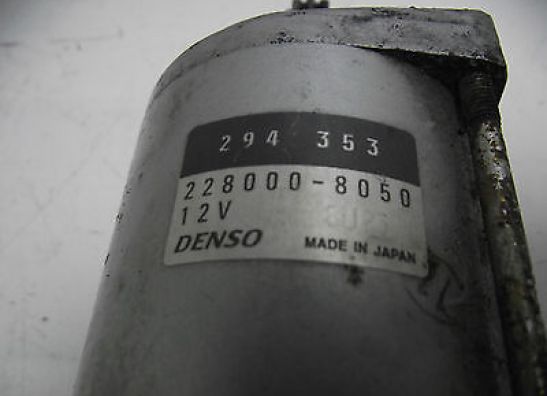 294 353
228000-8050
12V
DENSO MADE IN JAPAN